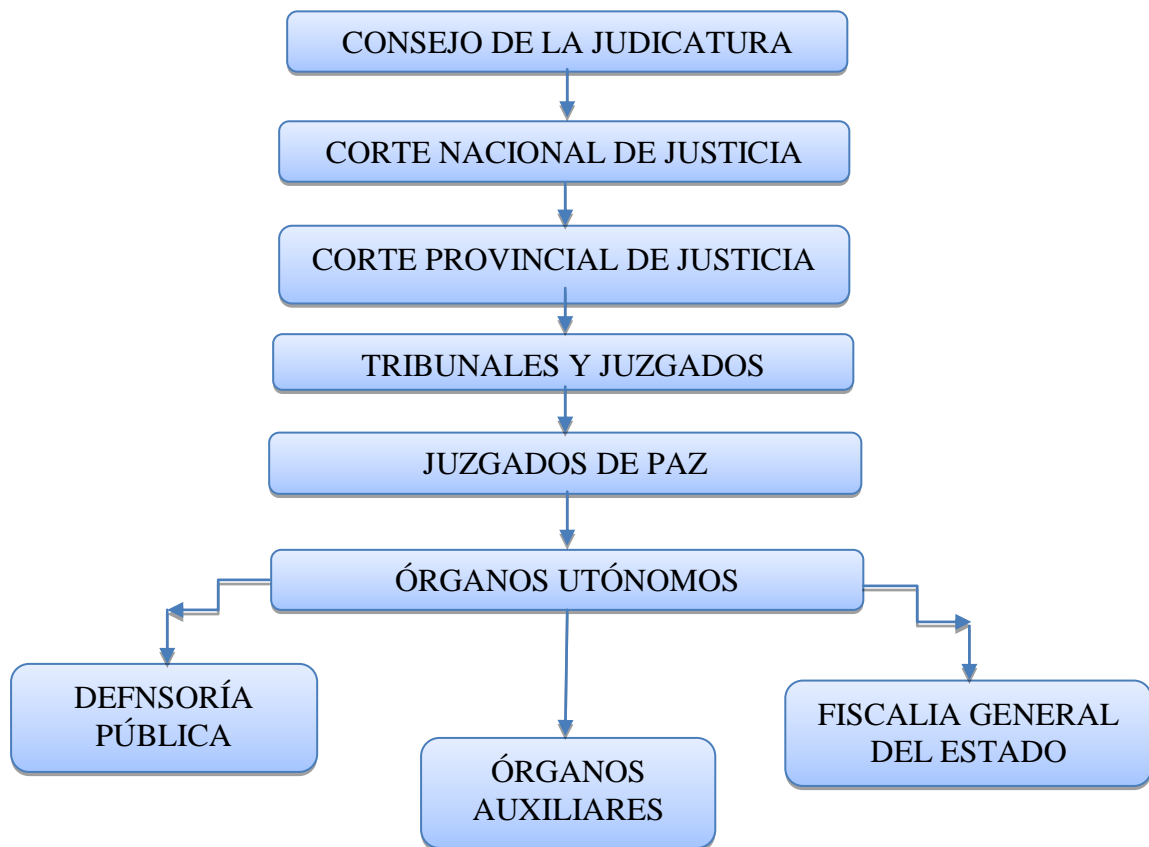 CONSEJO DE LA JUDICATURA
CORTE NACIONAL DE JUSTICIA
CORTE PROVINCIAL DE JUSTICIA
TRIBUNALES Y JUZGADOS
JUZGADOS DE PAZ
ÓRGANOS UTÓNOMOS
DEFNSORÍA
PÚBLICA
ÓRGANOS
AUXILIARES
FISCALIA GENERAL
DEL ESTADO